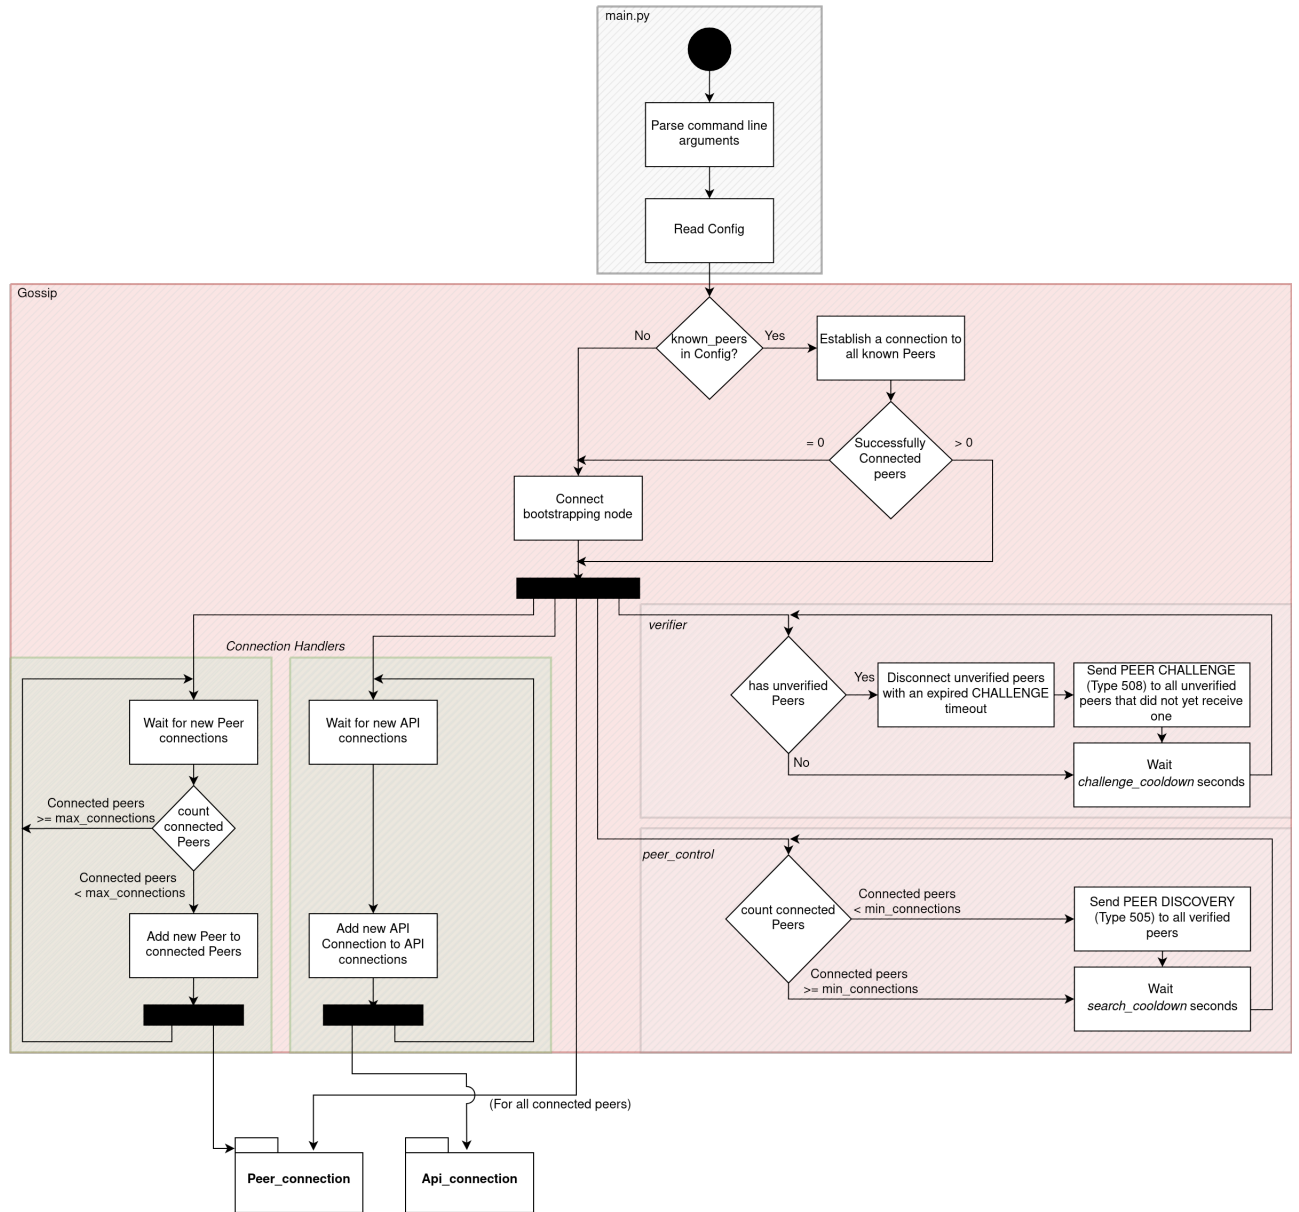 main.py
Parse command line
arguments
Read Config
Gossip
No
known_peers
in Config?
Yes
Establish a connection to
all known Peers
= 0
Successfully
Connected
peers
> 0
Connect
bootstrapping node
verifier
Connection Handlers
has unverified
Peers
Yes
Disconnect unverified peers
with an expired CHALLENGE
timeout
Send PEER CHALLENGE
(Type 508) to all unverified
peers that did not yet receive
one
No
Wait
challenge_cooldown seconds
Wait for new Peer
connections
Wait for new API
connections
Connected peers
>= max_connections
count
connected
Peers
Connected peers
< max_connections
Add new Peer to
connected Peers
Add new API
Connection to API
connections
peer_control
count connected
Peers
Connected peers
< min_connections
Send PEER DISCOVERY
(Type 505) to all verified
peers
Connected peers
>= min_connections
Wait
search_cooldown seconds
(For all connected peers)
Peer_connection
Api_connection